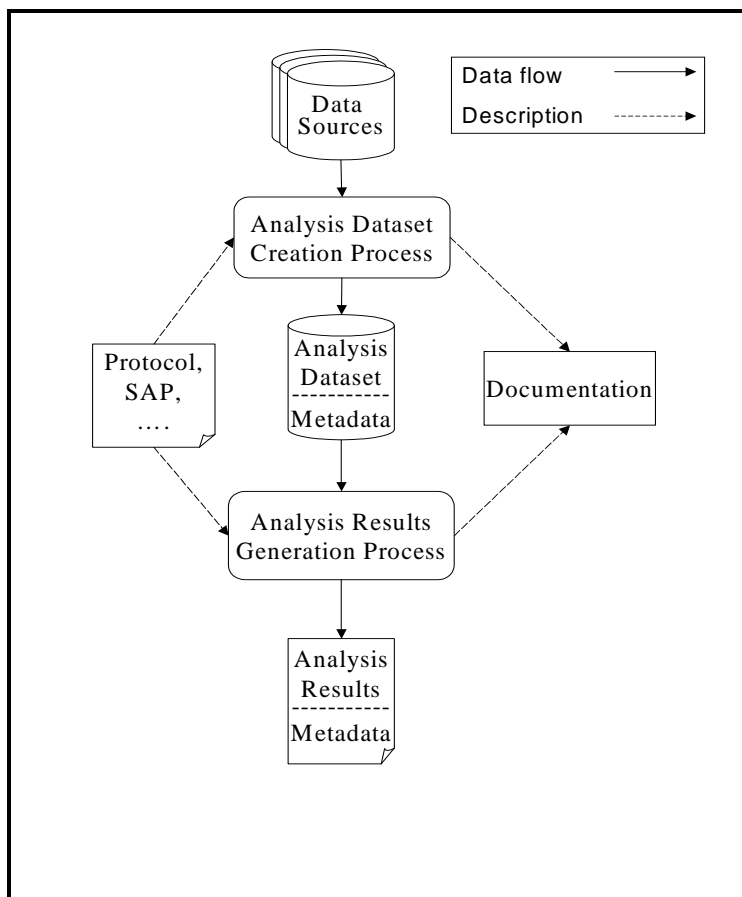 Data
Sources
Data flow
Description
Analysis Dataset
Creation Process
Protocol,
SAP,
....
Analysis
Dataset
Metadata
Documentation
Analysis Results
Generation Process
Analysis
Results
Metadata